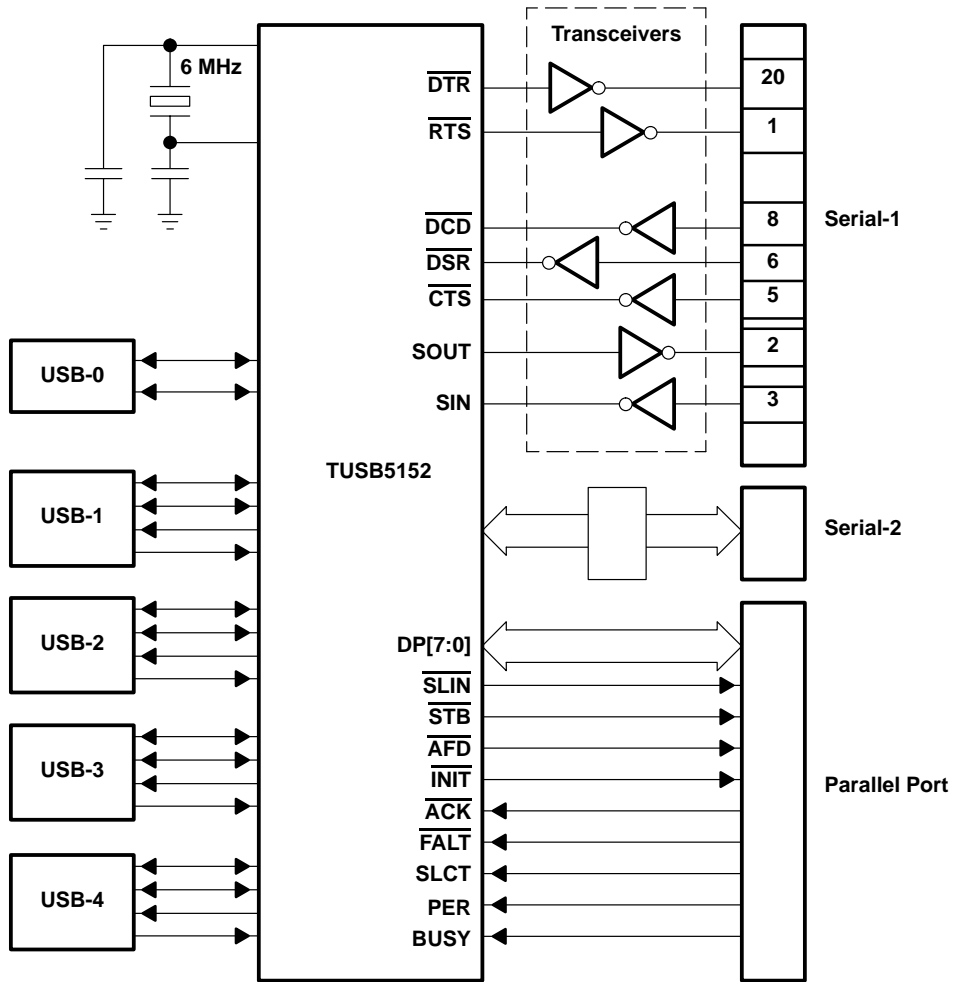 Transceivers
6 MHz
DTR
20
RTS
1
DCD
8
Serial-1
DSR
6
CTS
5
SOUT
2
USB-0
SIN
3
TUSB5152
USB-1
Serial-2
USB-2
DP[7:0]
SLIN
STB
AFD
USB-3
INIT
Parallel Port
ACK
FALT
SLCT
USB-4
PER
BUSY